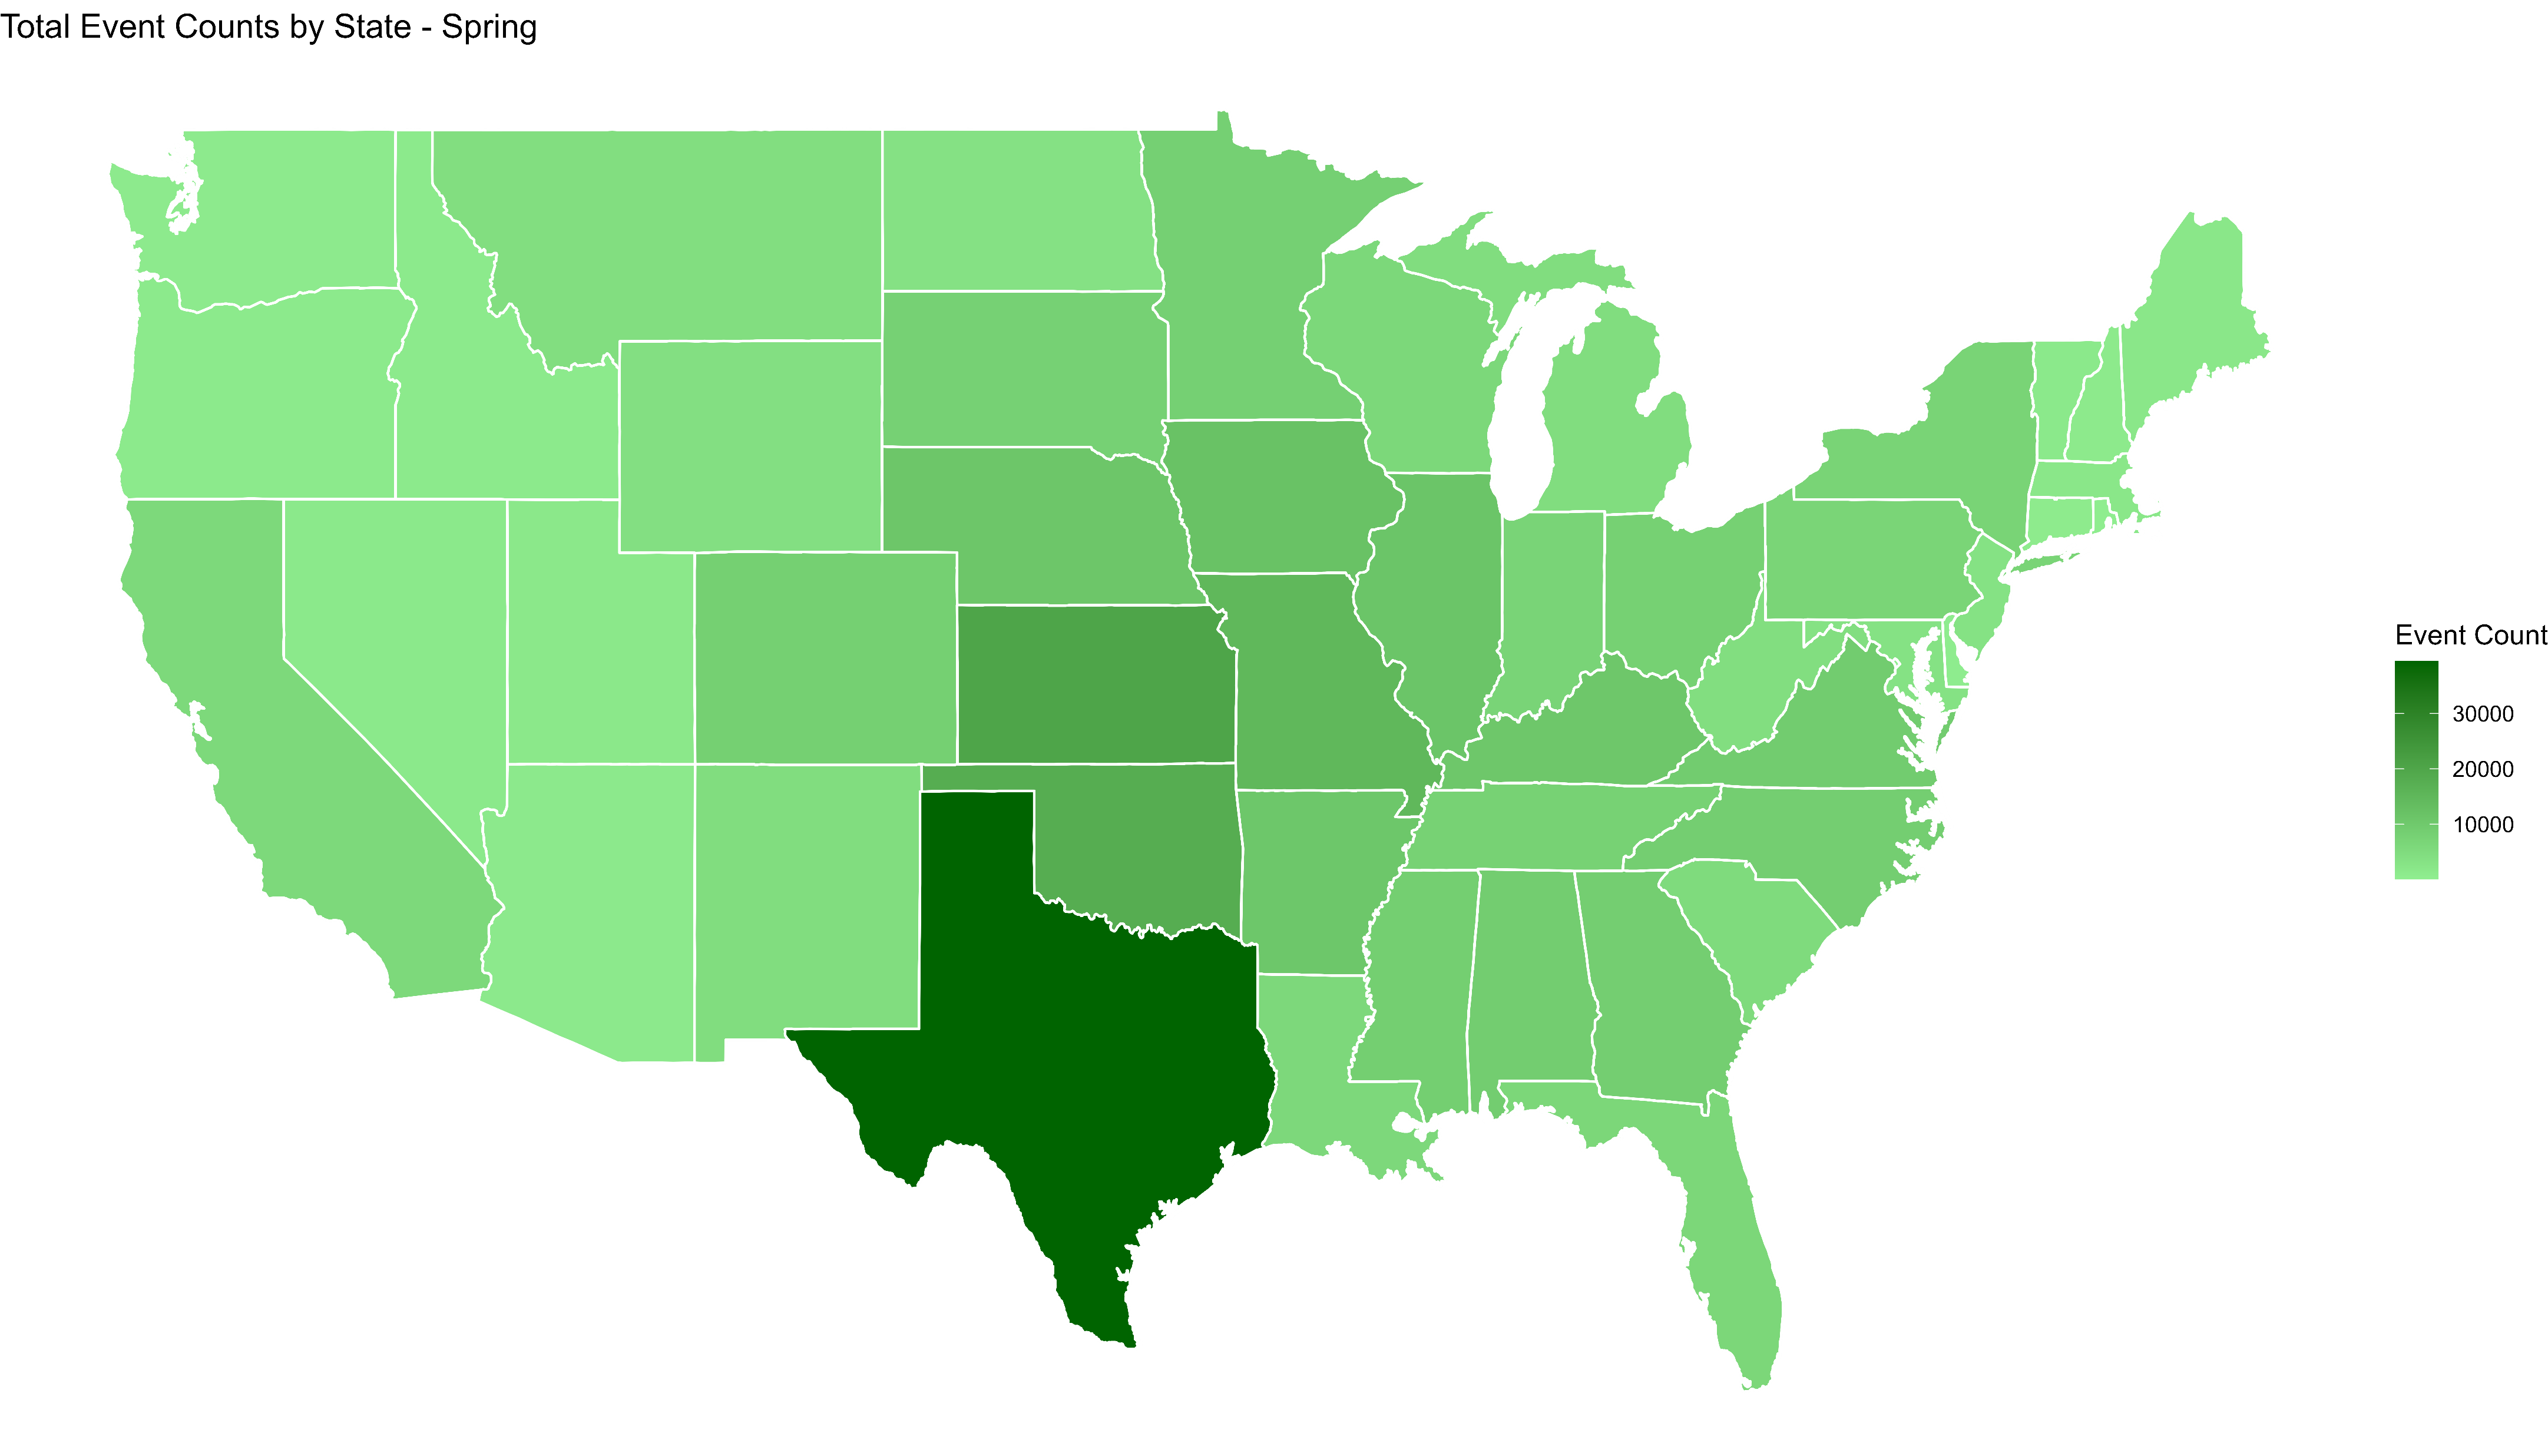 Total Event Counts by State - Spring
Event Count
30000
20000
10000